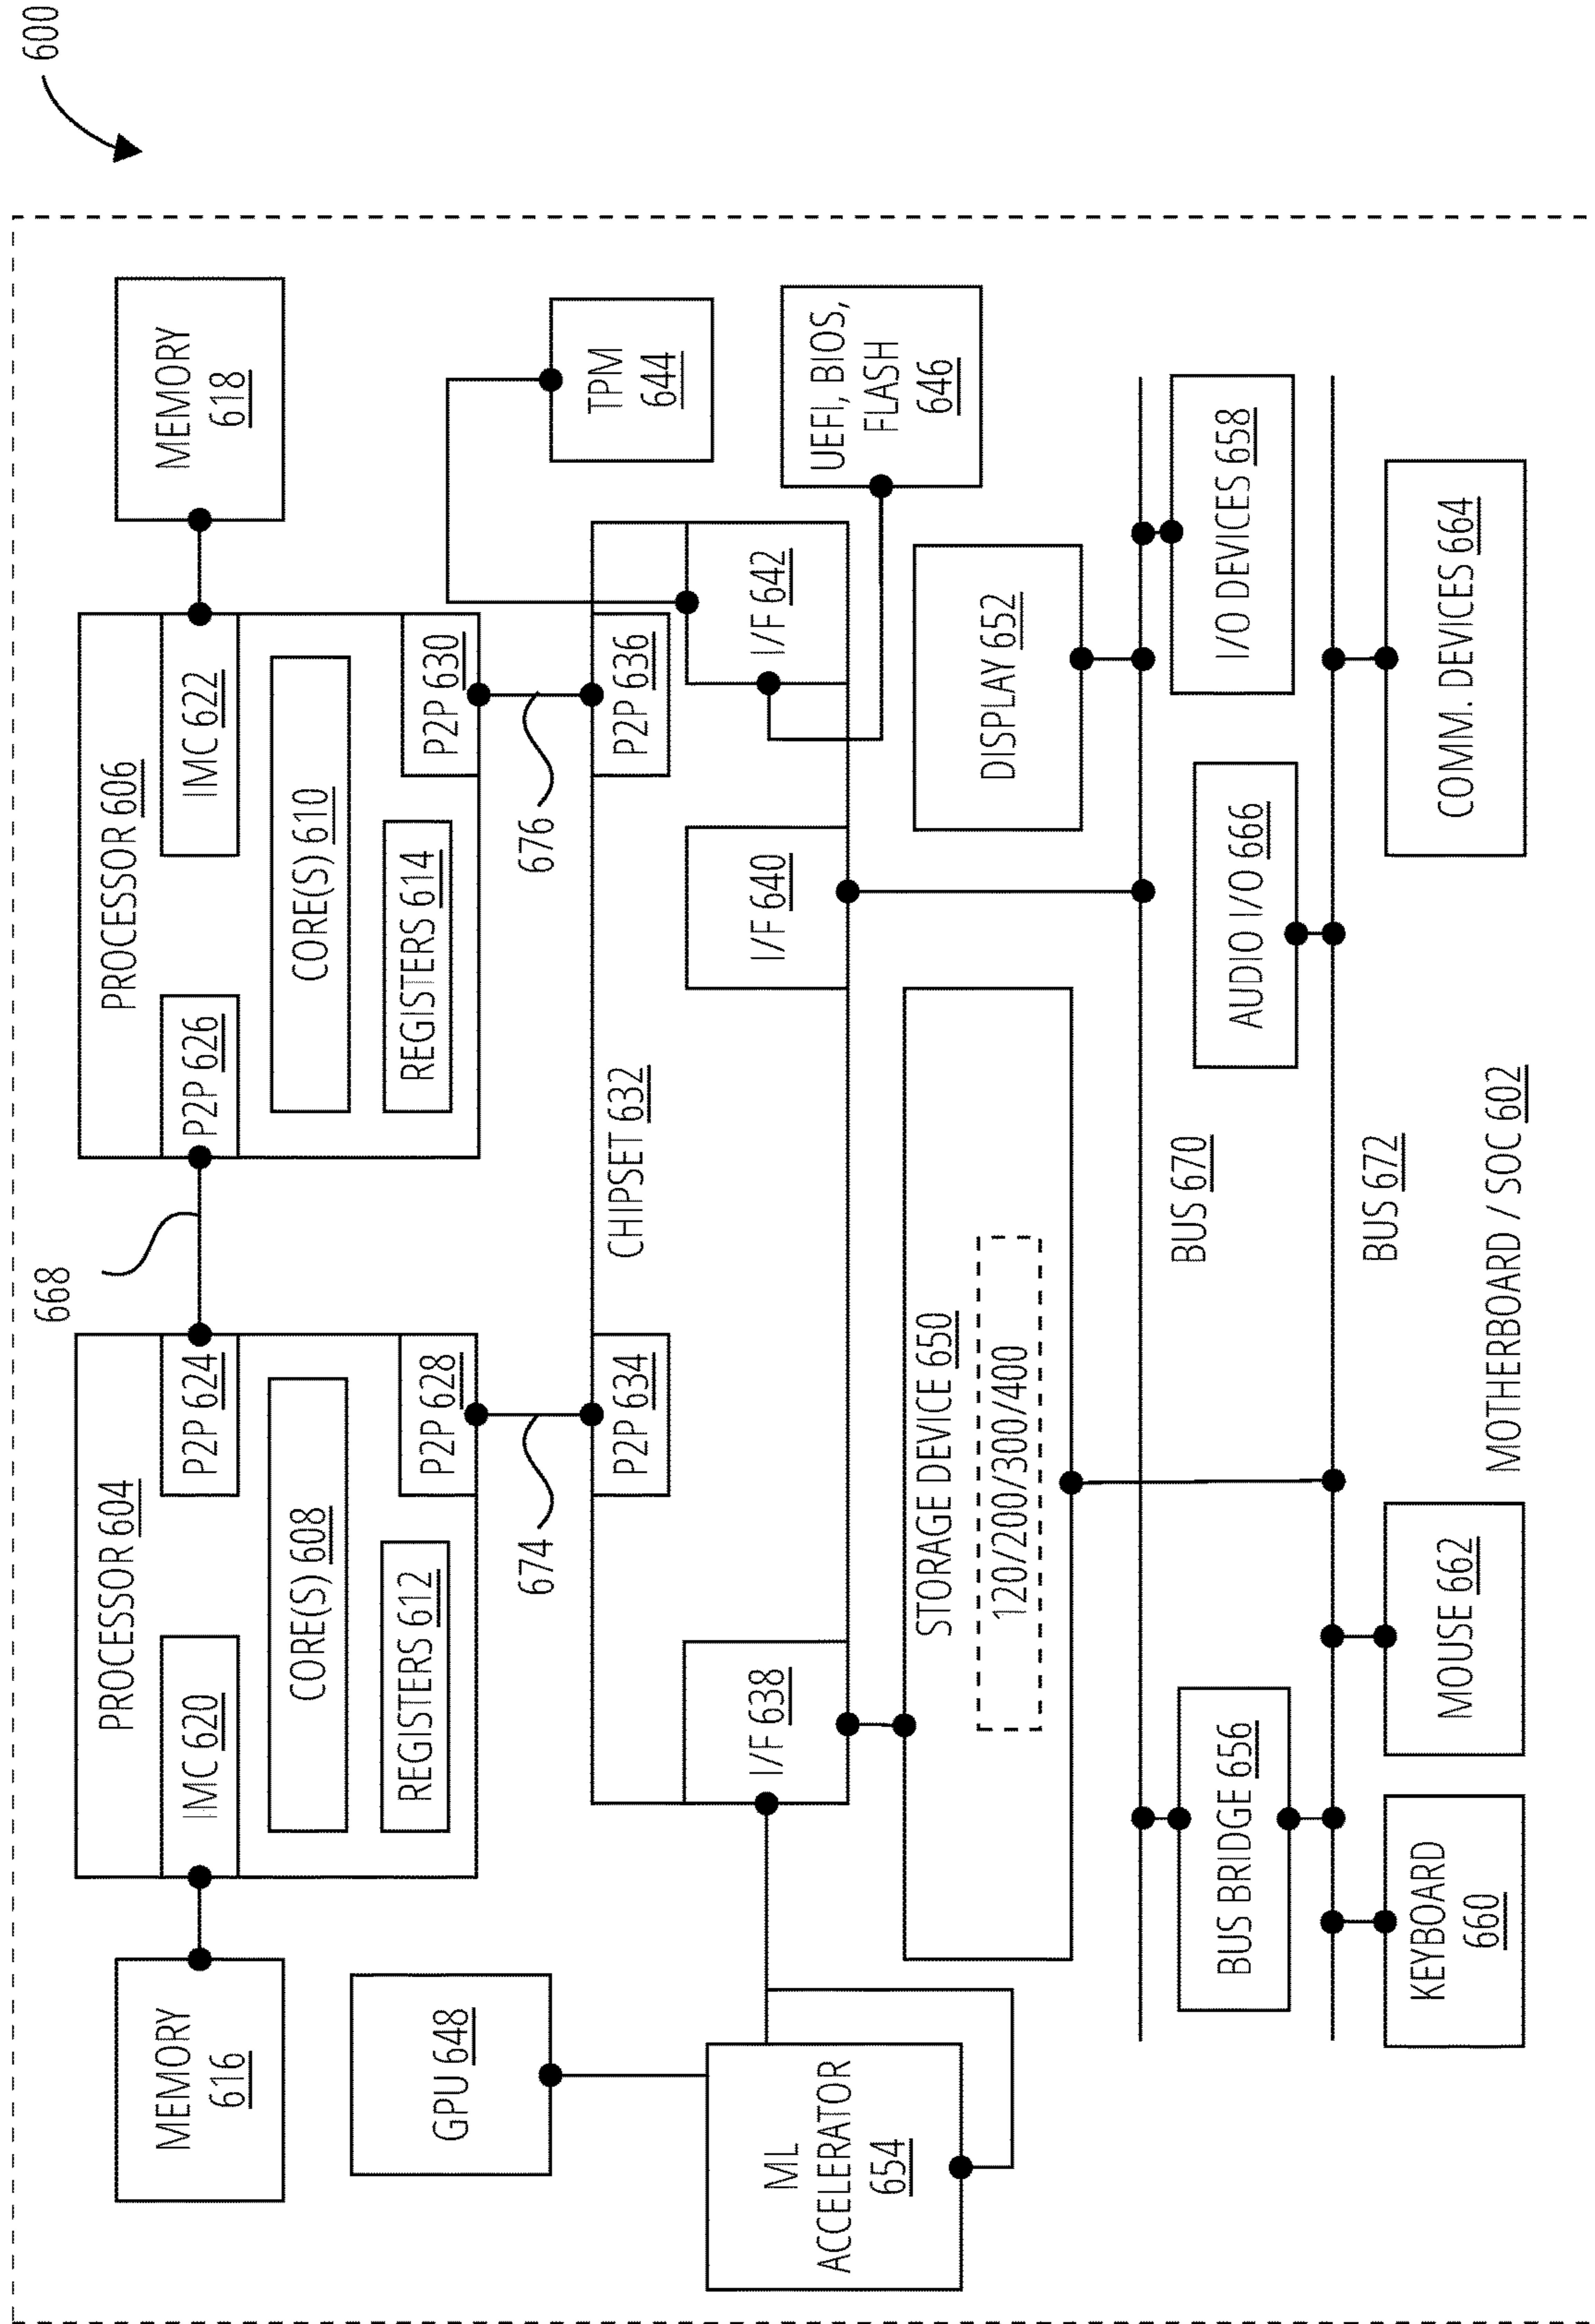 600
MEMORY
616
PROCESSOR 604
IMC 620
P2P 624
CORE(S) 608
REGISTERS 612
P2P 628
668
PROCESSOR 606
P2P 626
IMC 622
CORE(S) 610
REGISTERS 614
P2P 630
MEMORY
618
GPU 648
674
676
TPM
644
P2P 634
CHIPSET 632
P2P 636
ML
ACCELERATOR
654
I/F 638
I/F 640
I/F 642
UEFI, BIOS,
FLASH
646
STORAGE DEVICE 650
120/200/300/400
DISPLAY 652
BUS BRIDGE 656
BUS 670
AUDIO I/O 666
I/O DEVICES 658
BUS 672
KEYBOARD
660
MOUSE 662
COMM. DEVICES 664
MOTHERBOARD / SOC 602